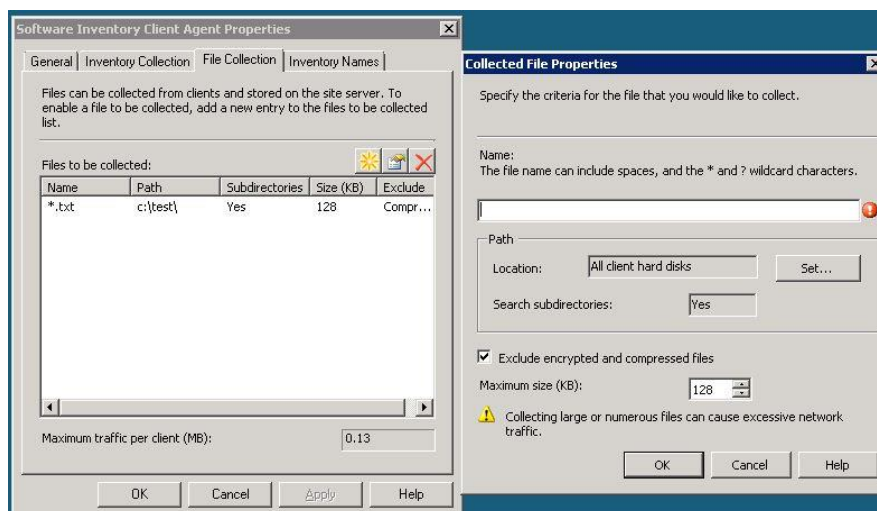 Software Inventory Client Agent Properties
General
Inventory Collection
File Collection
Inventory Names
Files can be collected from clients and stored on the site server. To
enable a file to be collected, add a new entry to the files to be collected
list.
Files to be collected:
Name Path Subdirectories Size (KB) Exclude
*.txt c:\test\ Yes 128 Compr...
Maximum traffic per client (MB): 0.13
OK Cancel Apply Help
Collected File Properties
Specify the criteria for the file that you would like to collect.
Name:
The file name can include spaces, and the * and ? wildcard characters.
Path
Location: All client hard disks Set...
Search subdirectories: Yes
Exclude encrypted and compressed files
Maximum size (KB): 128
Collecting large or numerous files can cause excessive network
traffic.
OK Cancel Help